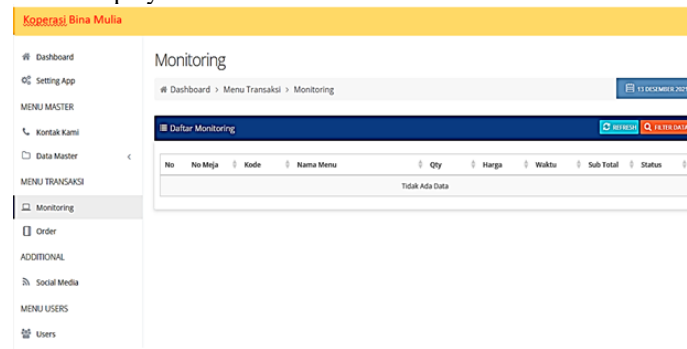 Koperasi Bina Mulia
Dashboard
Setting App
MENU MASTER
Kontak Kami
Data Master
MENU TRANSAKSI
Monitoring
Order
ADDITIONAL
Social Media
MENU USERS
Users
Monitoring
Dashboard > Menu Transaksi > Monitoring
13 DESEMBER 2021
Daftar Monitoring
REFRESH
FILTER DATA
No No Meja Kode Nama Menu Qty Harga Waktu Sub Total Status
Tidak Ada Data